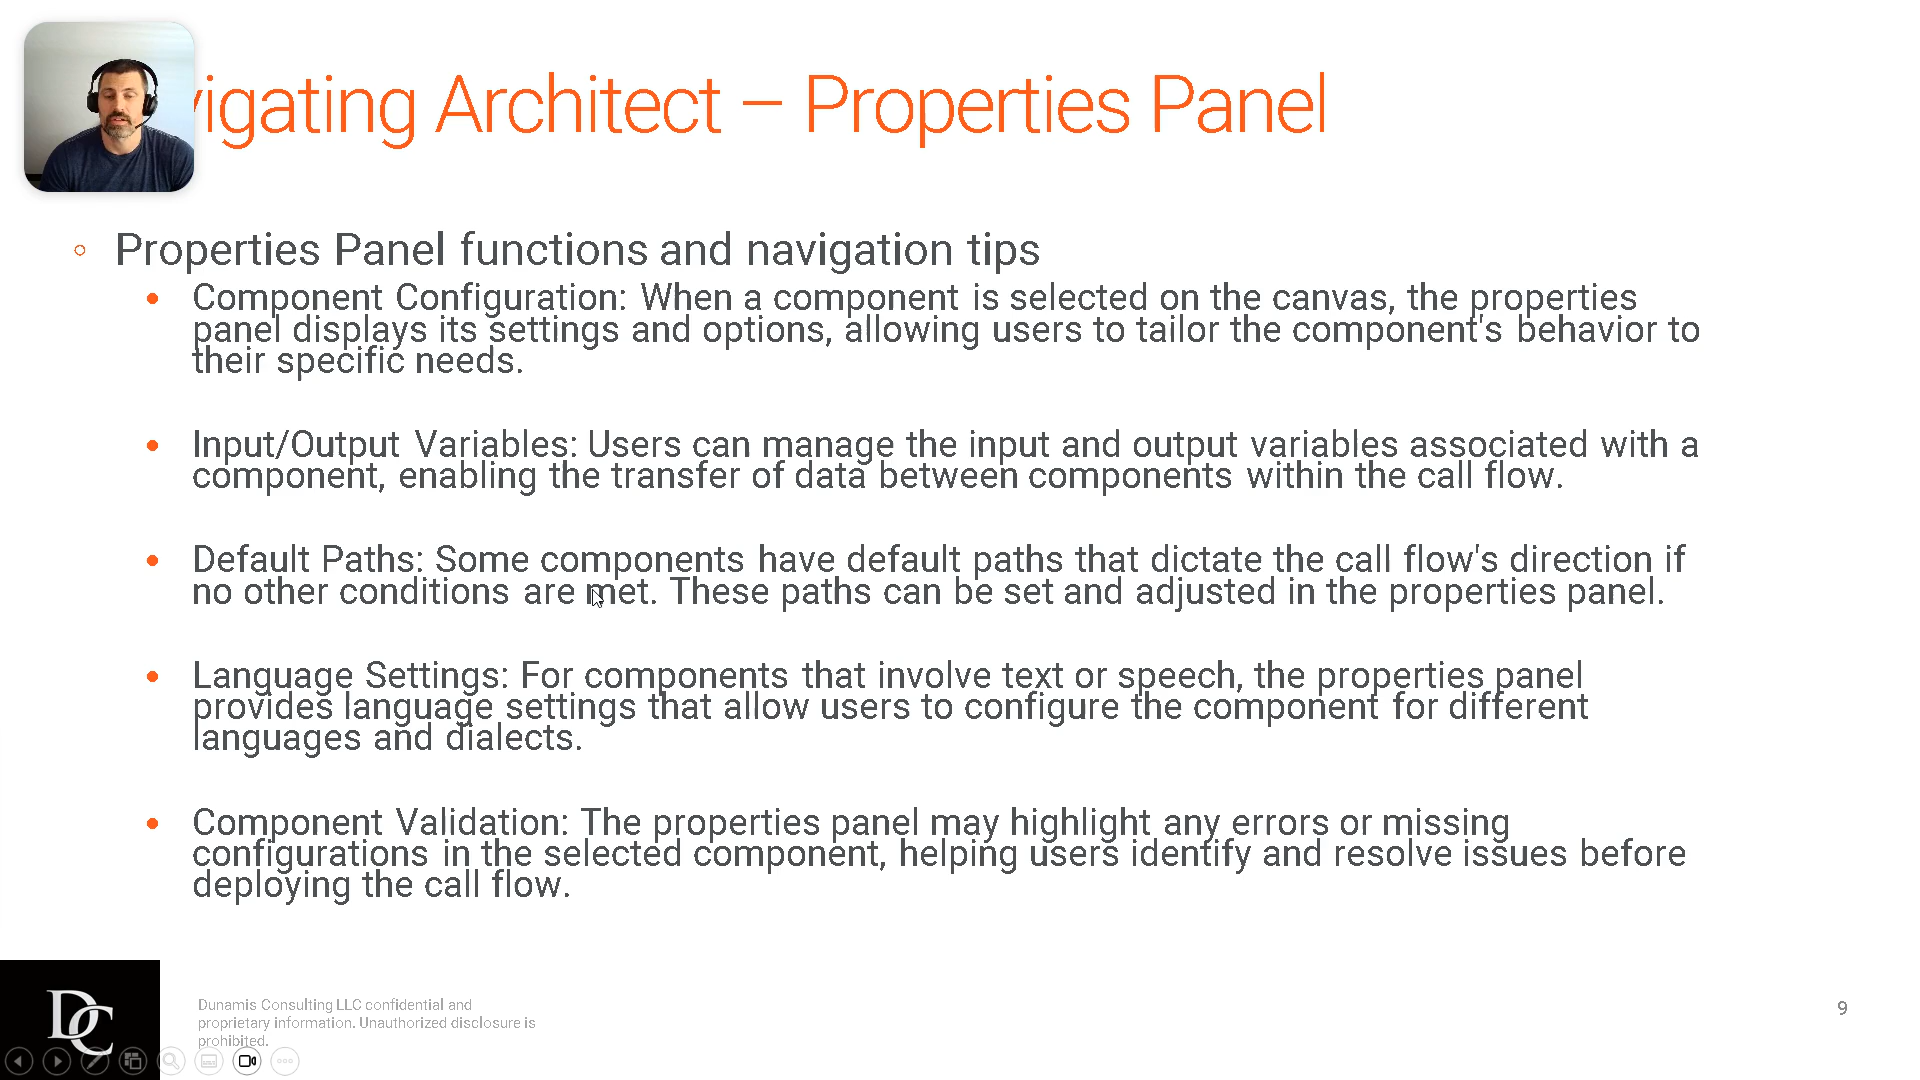 vigating Architect – Properties Panel
Properties Panel functions and navigation tips
Component Configuration: When a component is selected on the canvas, the properties
panel displays its settings and options, allowing users to tailor the component's behavior to
their specific needs.
Input/Output Variables: Users can manage the input and output variables associated with a
component, enabling the transfer of data between components within the call flow.
Default Paths: Some components have default paths that dictate the call flow's direction if
no other conditions are met. These paths can be set and adjusted in the properties panel.
Language Settings: For components that involve text or speech, the properties panel
provides language settings that allow users to configure the component for different
languages and dialects.
Component Validation: The properties panel may highlight any errors or missing
configurations in the selected component, helping users identify and resolve issues before
deploying the call flow.
DC
Dunamis Consulting LLC confidential and
proprietary information. Unauthorized disclosure is
prohibited.
9